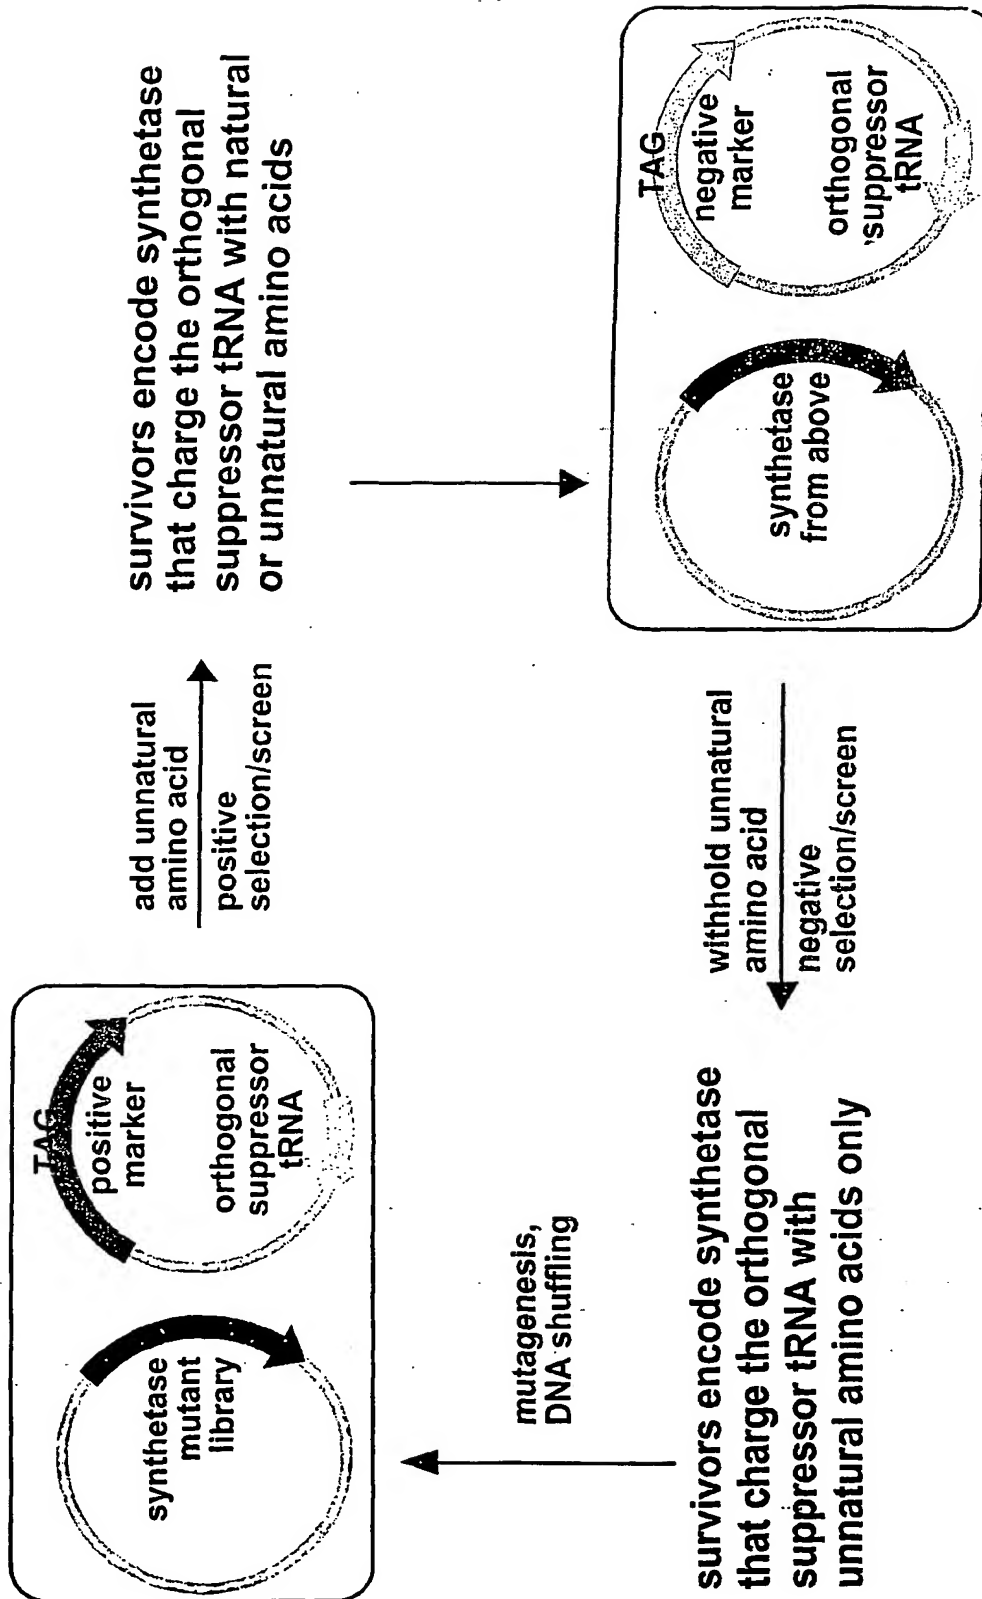 TAG
positive
marker
orthogonal
suppressor
tRNA
synthetase
mutant
library
add unnatural
amino acid
positive
selection/screen
survivors encode synthetase
that charge the orthogonal
suppressor tRNA with natural
or unnatural amino acids
TAG
negative
marker
orthogonal
'suppressor
tRNA
synthetase
from above
withhold unnatural
amino acid
negative
selection/screen
survivors encode synthetase
that charge the orthogonal
suppressor tRNA with
unnatural amino acids only
mutagenesis,
DNA shuffling